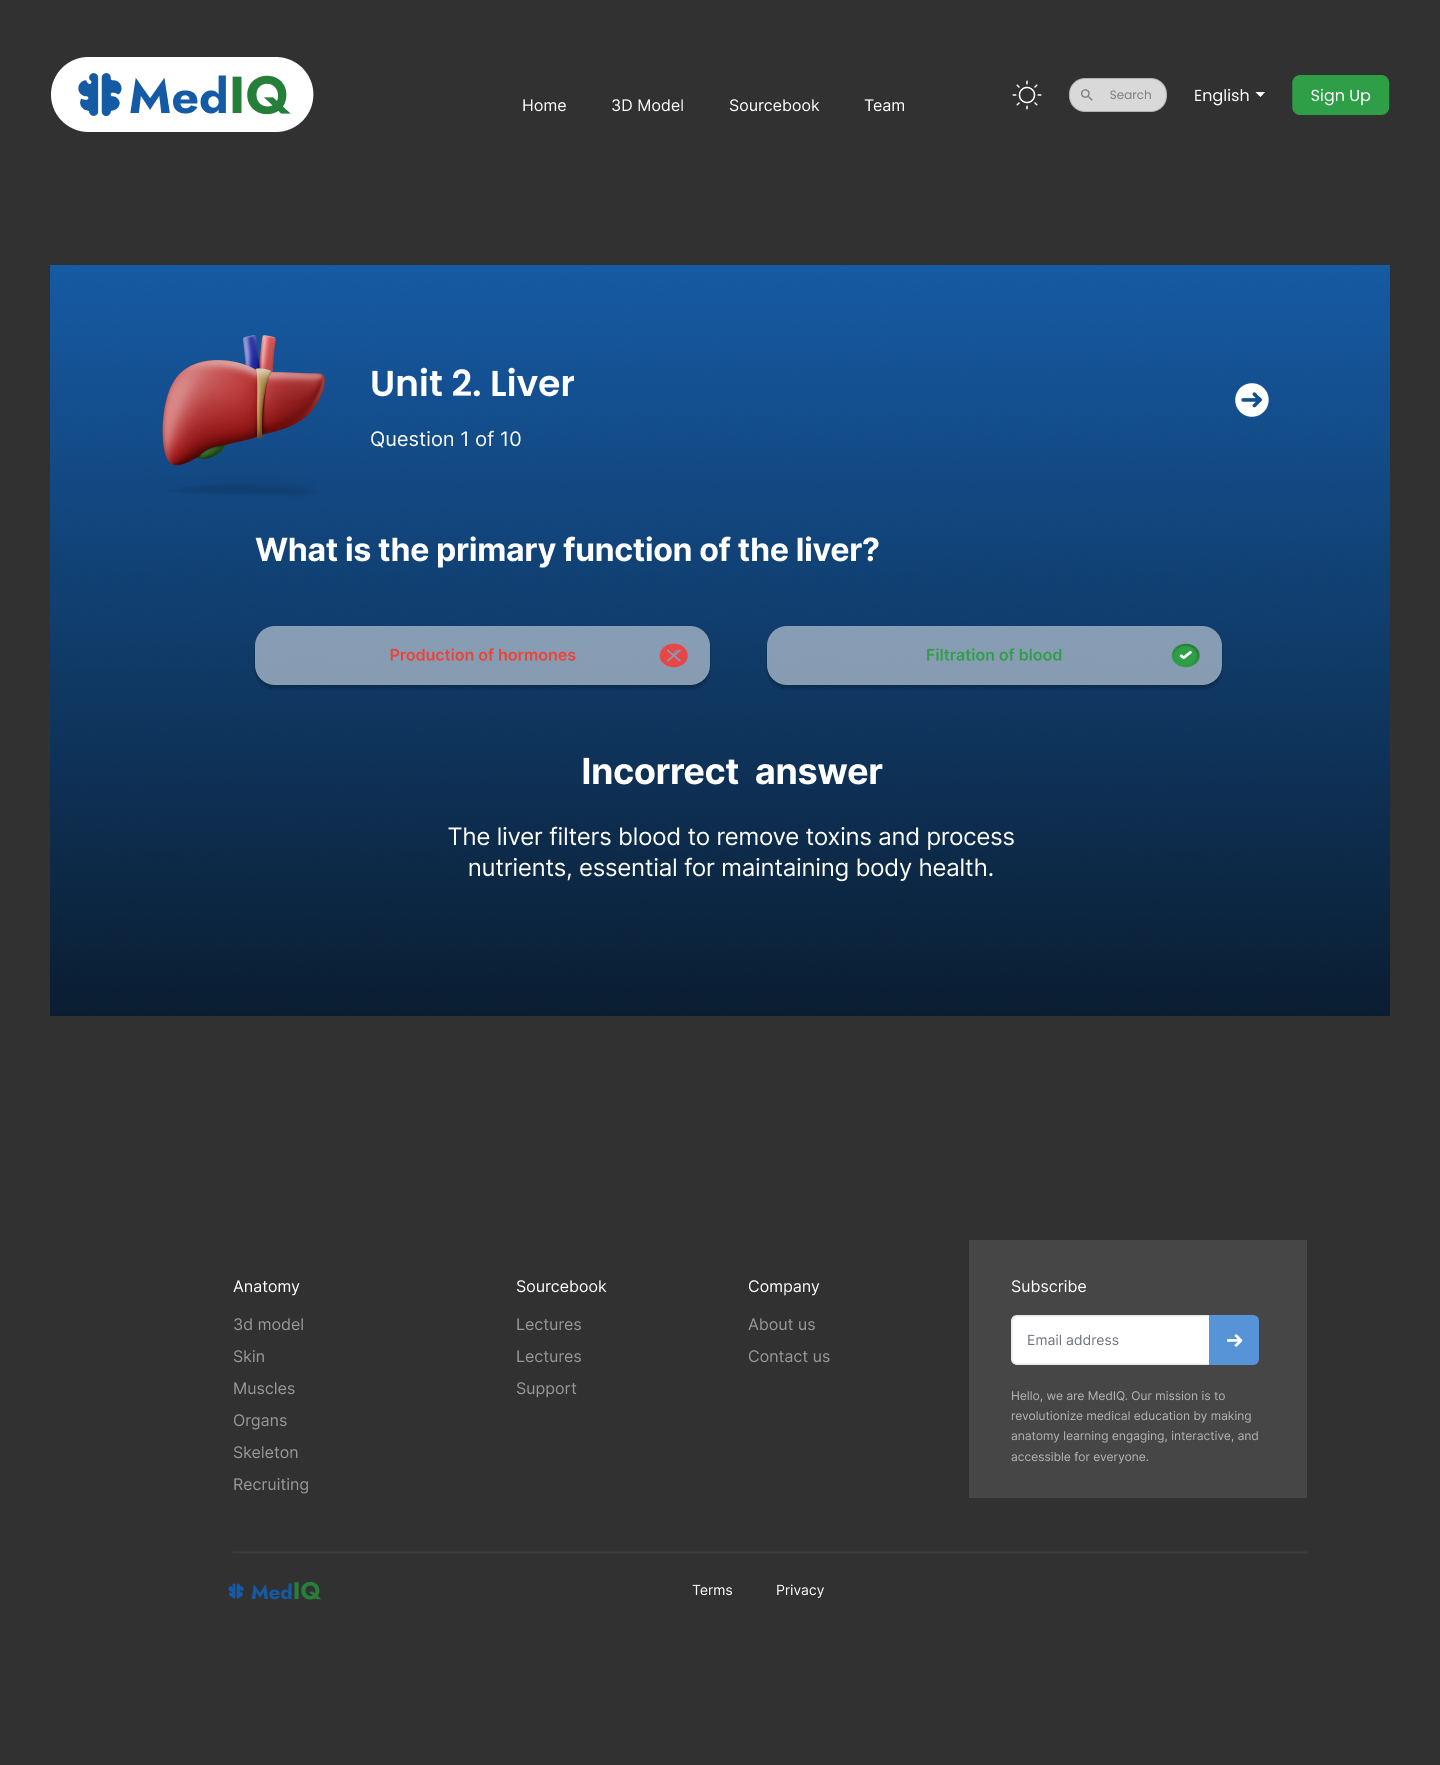 MedIQ
Home 3D Model Sourcebook Team
Search
English
Sign Up
Unit 2. Liver
Question 1 of 10
What is the primary function of the liver?
Production of hormones
Filtration of blood
Incorrect answer
The liver filters blood to remove toxins and process
nutrients, essential for maintaining body health.
Anatomy
3d model
Skin
Muscles
Organs
Skeleton
Recruiting
Sourcebook
Lectures
Lectures
Support
Company
About us
Contact us
Subscribe
Email address
Hello, we are MedIQ. Our mission is to
revolutionize medical education by making
anatomy learning engaging, interactive, and
accessible for everyone.
MedIQ
Terms Privacy